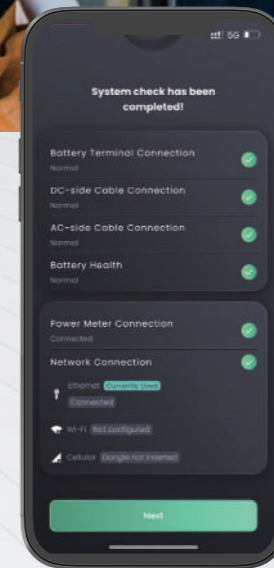 5G
System check has been
completed!
Battery Terminal Connection
Normal
DC-side Cable Connection
Normal
AC-side Cable Connection
Normal
Battery Health
Normal
Power Meter Connection
Connected
Network Connection
Ethernet Currently Used
Connected
Wi-Fi Not configured
Cellular Dongle not inserted
Next